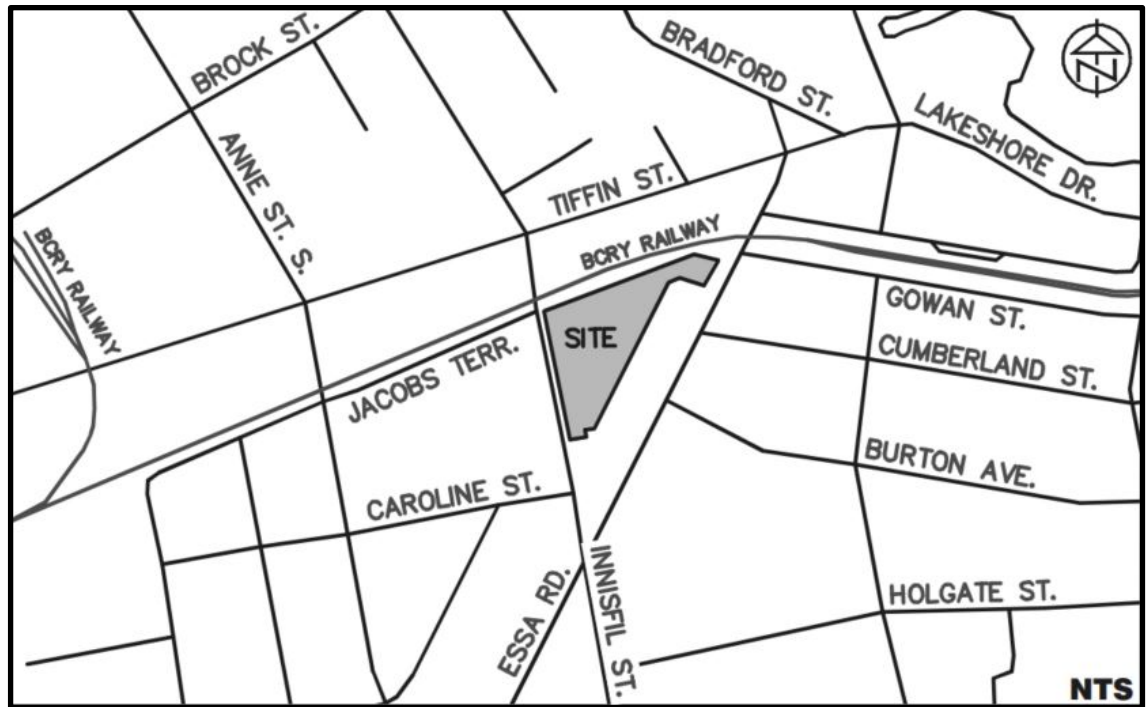 BROCK ST.
BRADFORD ST.
N
LAKESHORE DR.
ANNE ST. S.
TIFFIN ST.
BCRY RAILWAY
BCRY RAILWAY
SITE
GOWAN ST.
CUMBERLAND ST.
JACOBS TERR.
BURTON AVE.
CAROLINE ST.
INNISFIL ST.
ESSA RD.
HOLGATE ST.
NTS